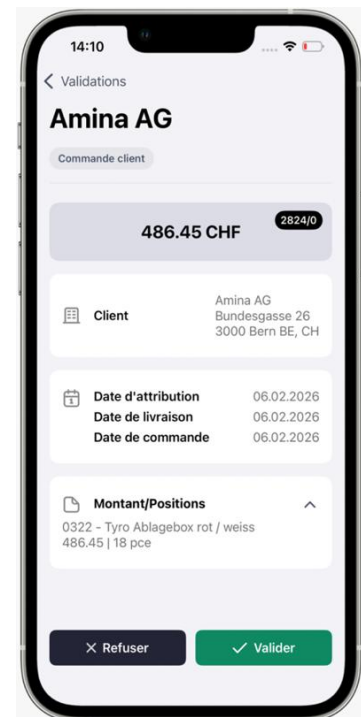 14:10
Validations
Amina AG
Commande client
2824/0
486.45 CHF
Client
Amina AG
Bundesgasse 26
3000 Bern BE, CH
Date d'attribution 06.02.2026
Date de livraison 06.02.2026
Date de commande 06.02.2026
Montant/Positions
0322 - Tyro Ablagebox rot / weiss
486.45 | 18 pce
Refuser
Valider